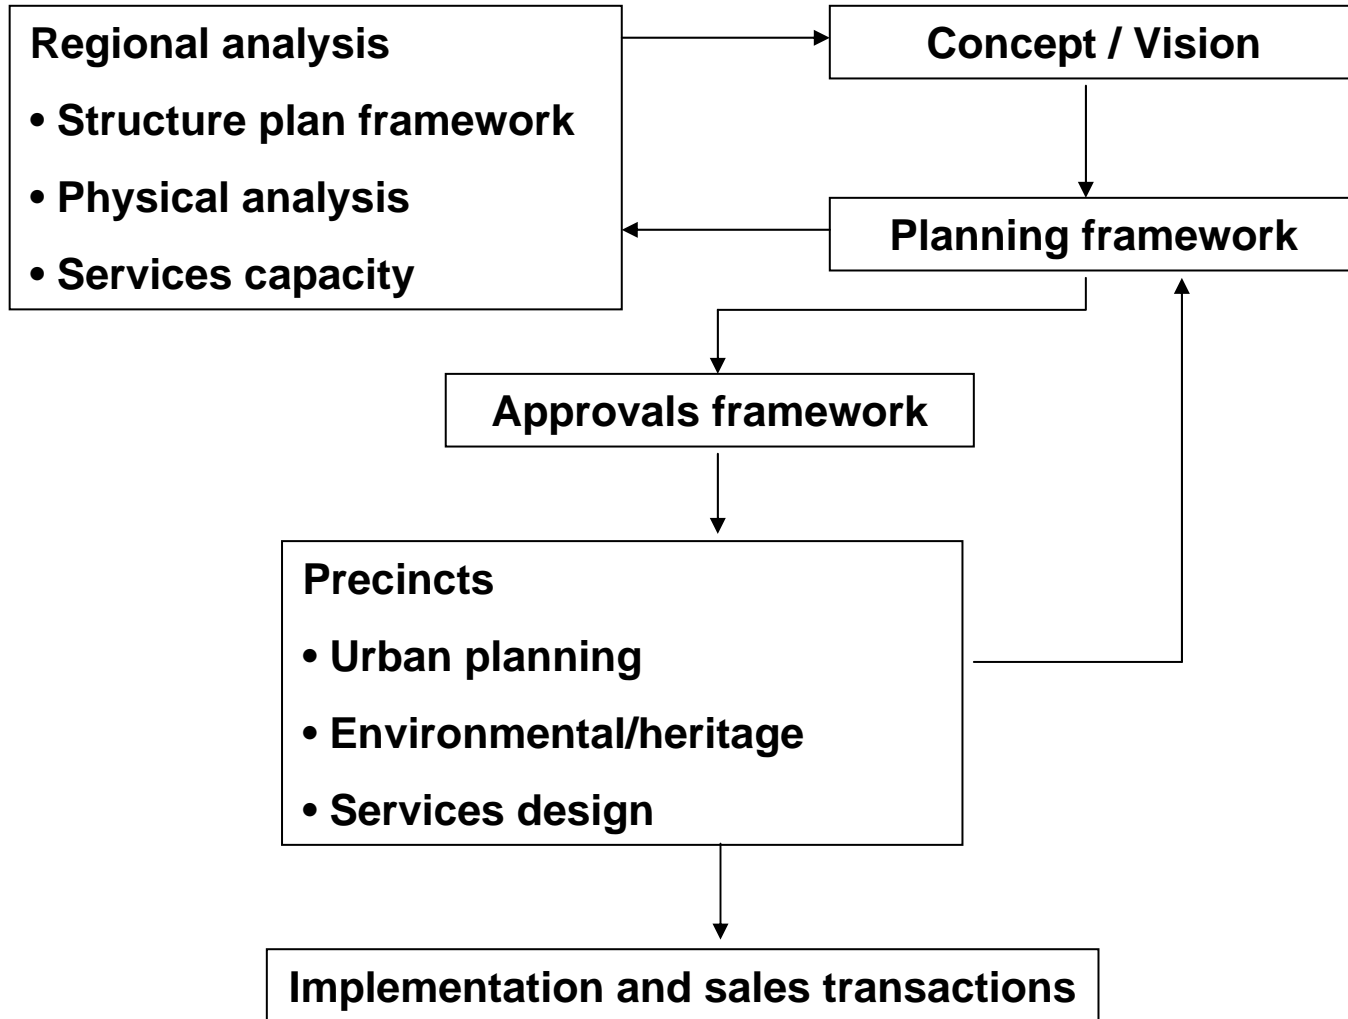 Regional analysis
• Structure plan framework
• Physical analysis
• Services capacity
Concept / Vision
Planning framework
Approvals framework
Precincts
• Urban planning
• Environmental/heritage
• Services design
Implementation and sales transactions